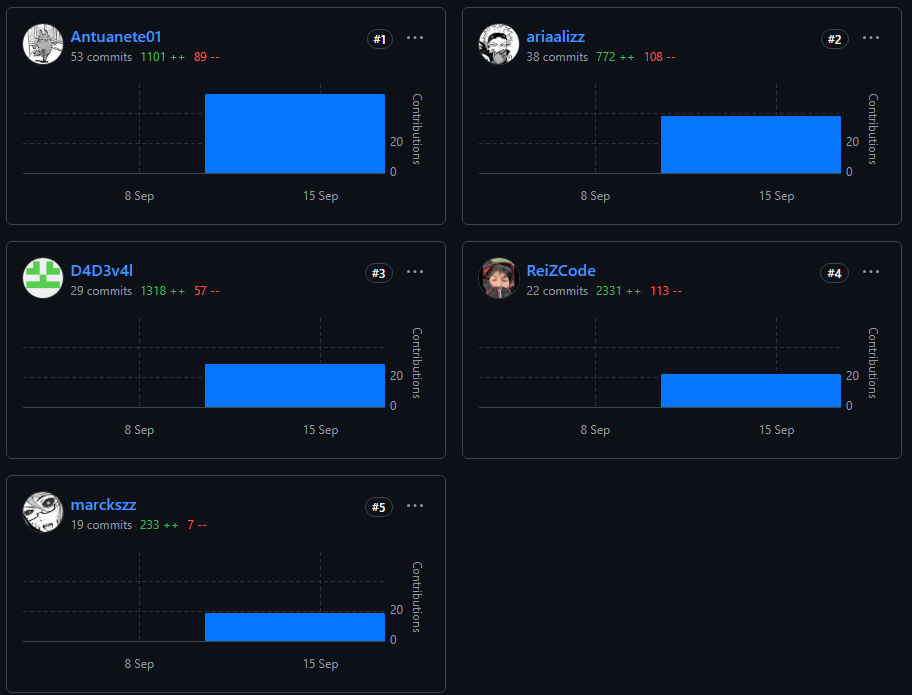 Antuanete01
#1
53 commits 1101 ++ 89 --
Contributions
20
0
8 Sep 15 Sep
ariaalizz
#2
38 commits 772 ++ 108 --
Contributions
20
0
8 Sep 15 Sep
D4D3v4l
#3
29 commits 1318 ++ 57 --
Contributions
20
0
8 Sep 15 Sep
ReiZCode
#4
22 commits 2331 ++ 113 --
Contributions
20
0
8 Sep 15 Sep
marckszz
#5
19 commits 233 ++ 7 --
Contributions
20
0
8 Sep 15 Sep